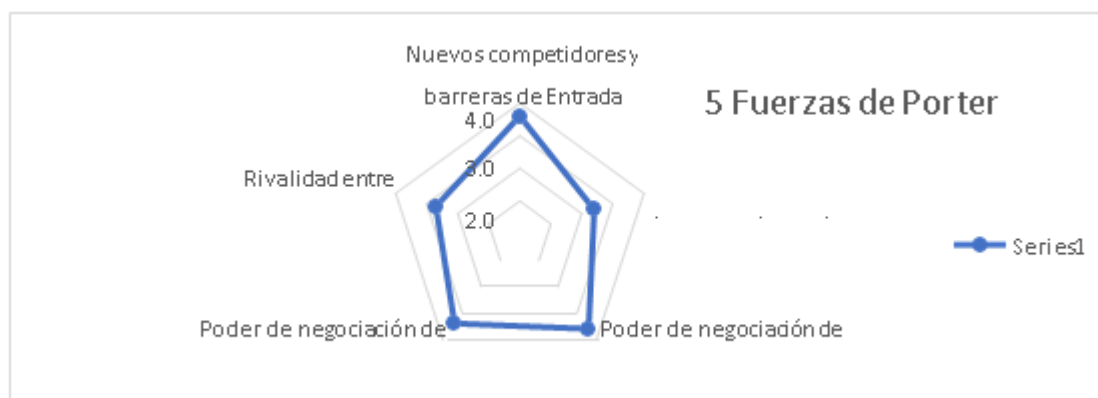 Nuevos competidores y
barreras de Entrada
5 Fuerzas de Porter
4.0
Rivalidad entre
3.0
2.0
Series1
Poder de negociación de
Poder de negociación de